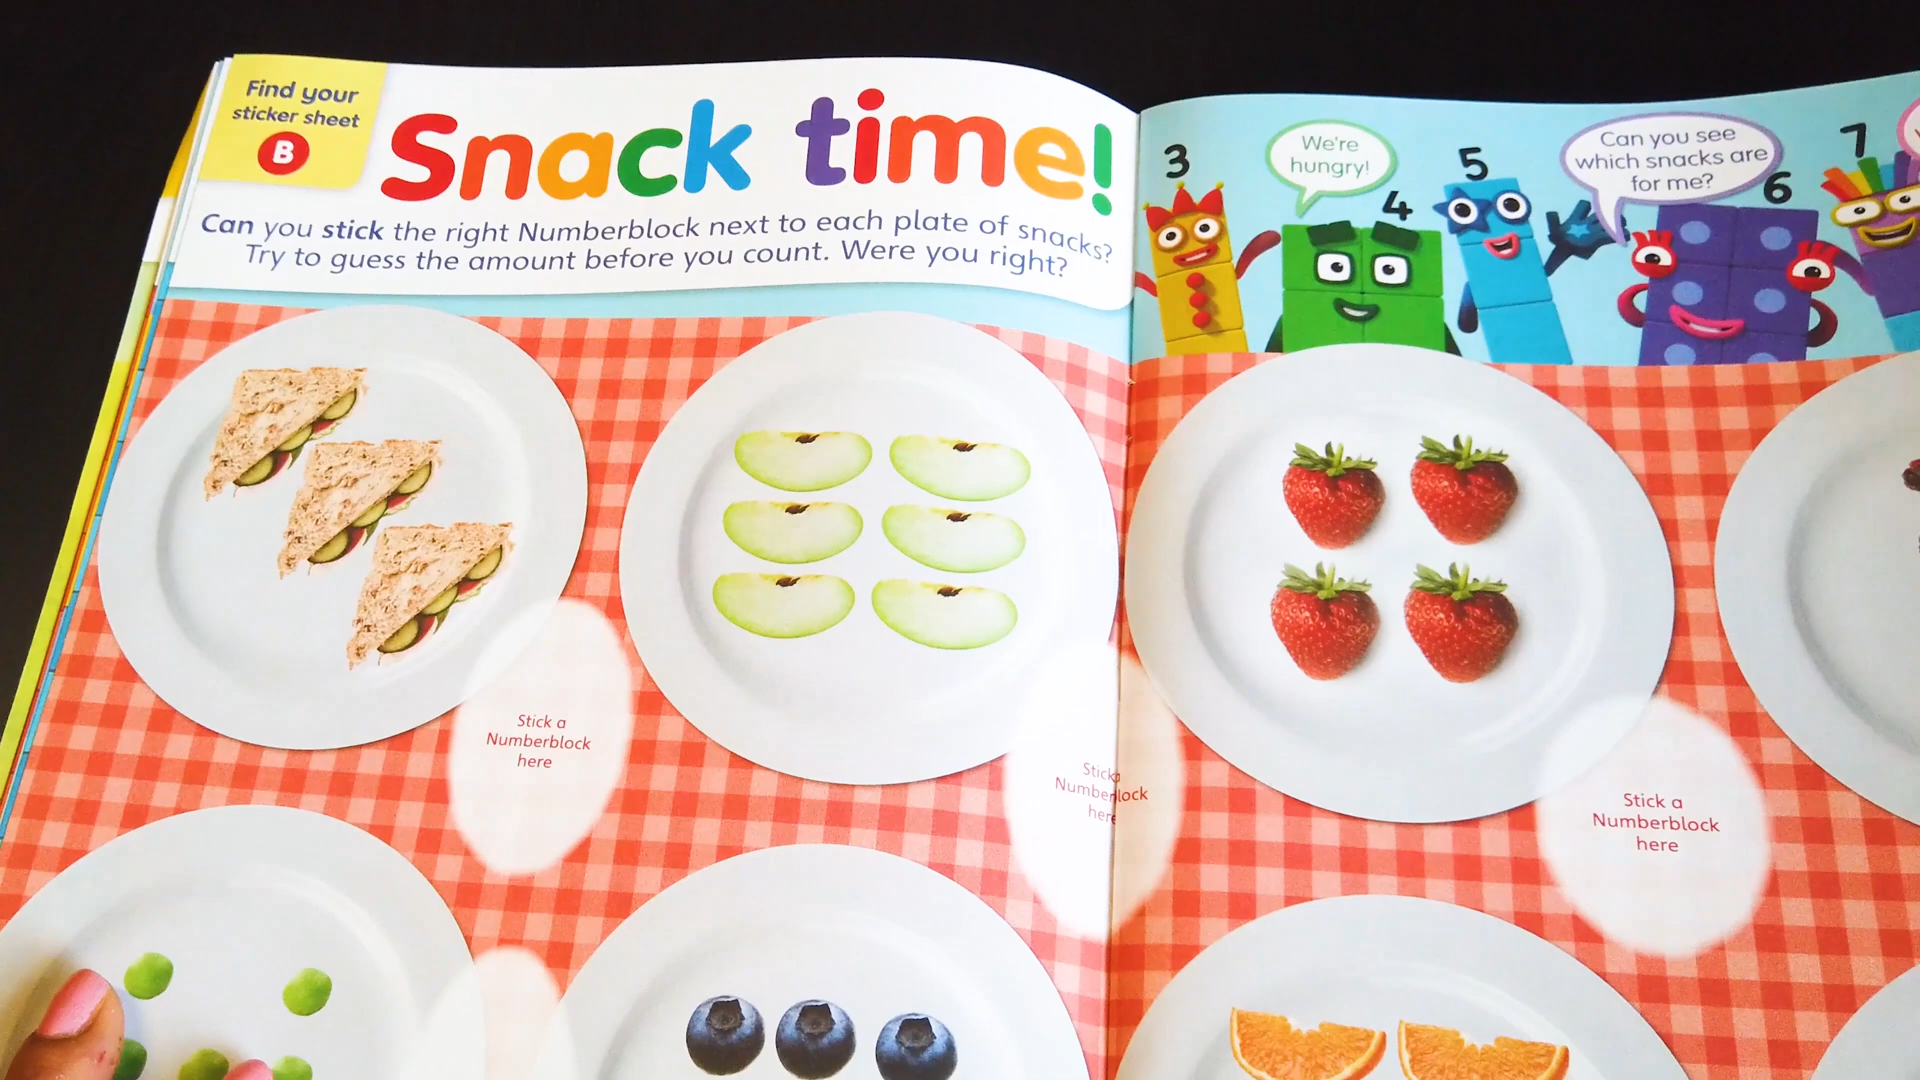 Find your
sticker sheet
B
Snack time!
Can you stick the right Numberblock next to each plate of snacks?
Try to guess the amount before you count. Were you right?
3
We're
hungry!
4
5
Can you see
which snacks are
for me?
6
7
Stick a
Numberblock
here
Stick
Numberblock
here
Stick a
Numberblock
here